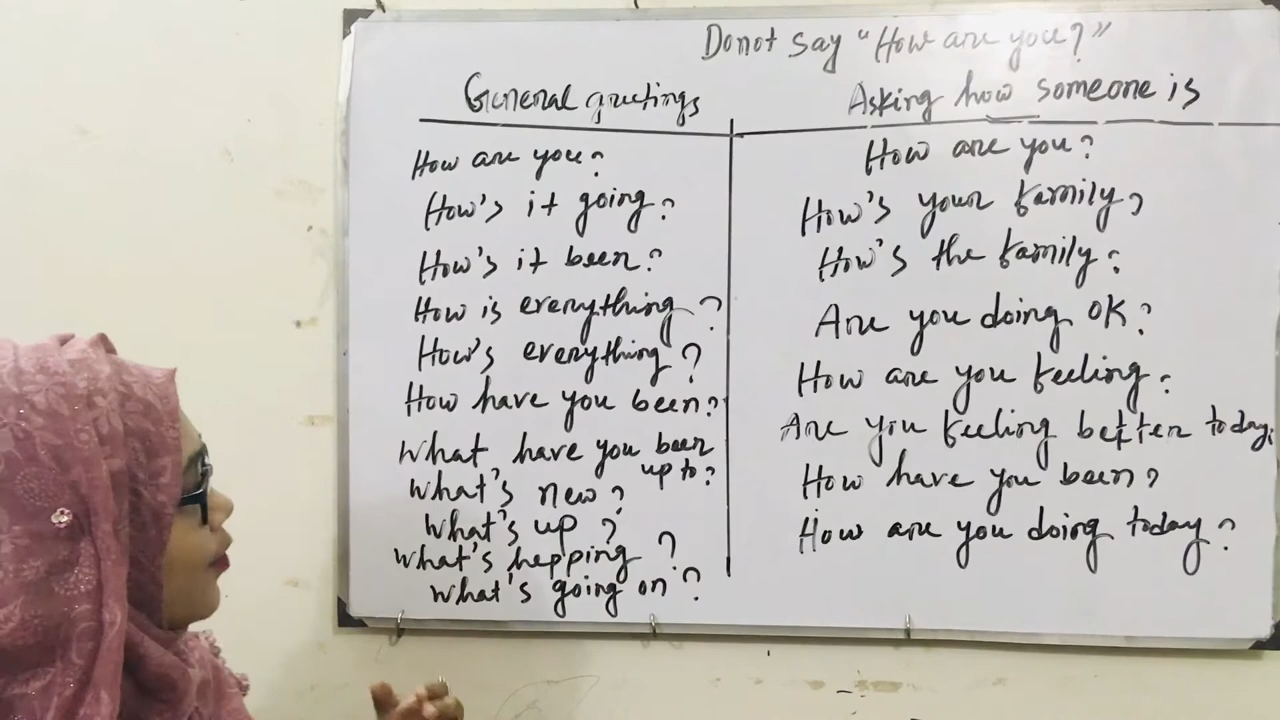 Do not say "How are you?"
General greetings
How are you?
How's it going?
How's it been?
How is everything?
How's everything?
How have you been?
What have you been
up to?
What's new?
What's up?
What's hepping?
What's going on?
Asking how someone is
How are you?
How's your family?
How's the family?
Are you doing OK?
How are you feeling?
Are you feeling better today?
How have you been?
How are you doing today?